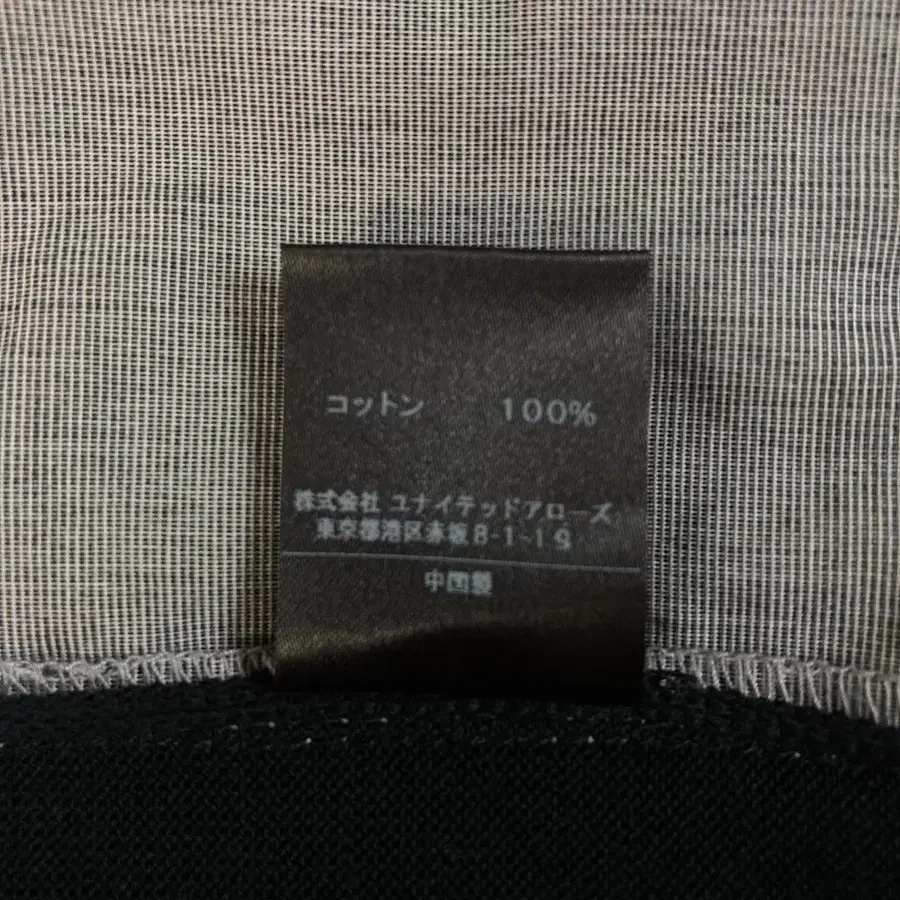 コットン 100%
株式会社 ユナイテッドアローズ
東京都港区赤坂8-1-19
中国製